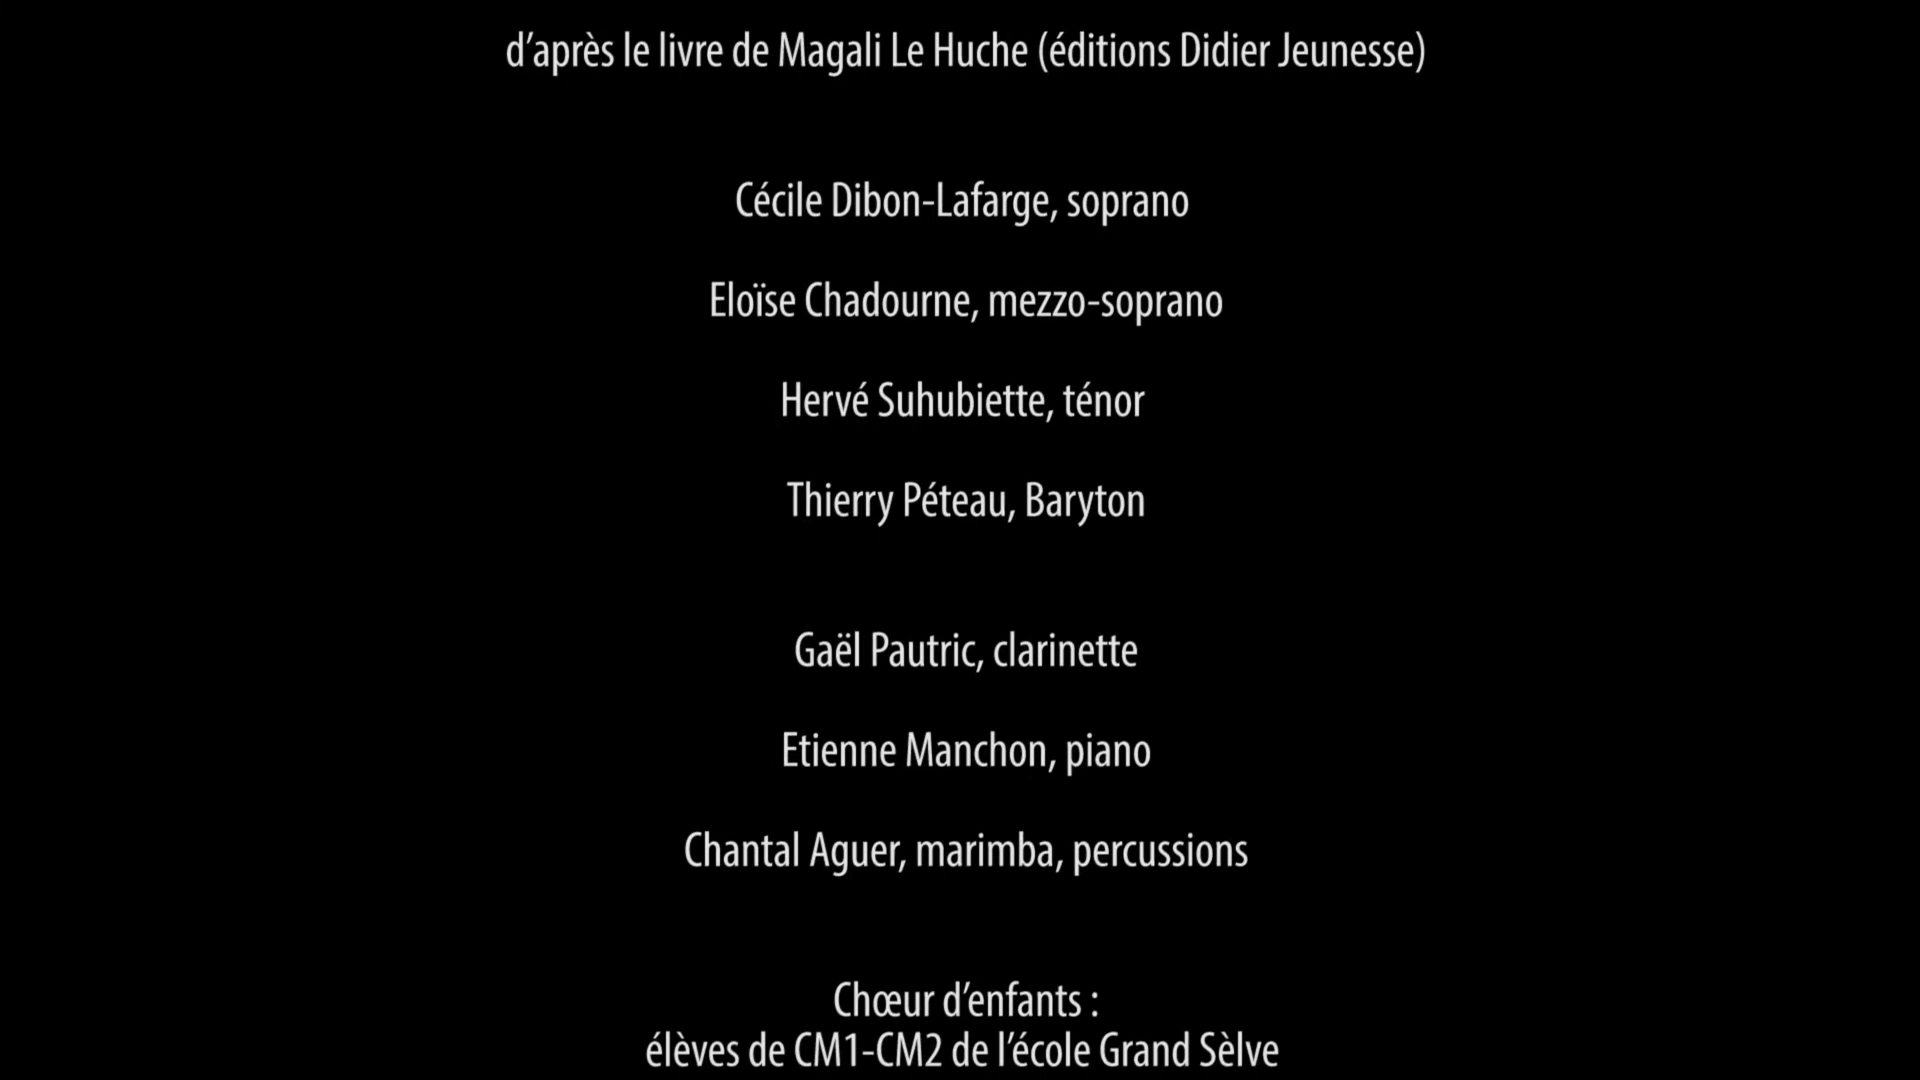 d’après le livre de Magali Le Huche (éditions Didier Jeunesse)
Cécile Dibon-Lafarge, soprano
Eloïse Chadourne, mezzo-soprano
Hervé Suhubiette, ténor
Thierry Péteau, Baryton
Gaël Pautric, clarinette
Etienne Manchon, piano
Chantal Aguer, marimba, percussions
Chœur d’enfants :
élèves de CM1-CM2 de l’école Grand Sèlve